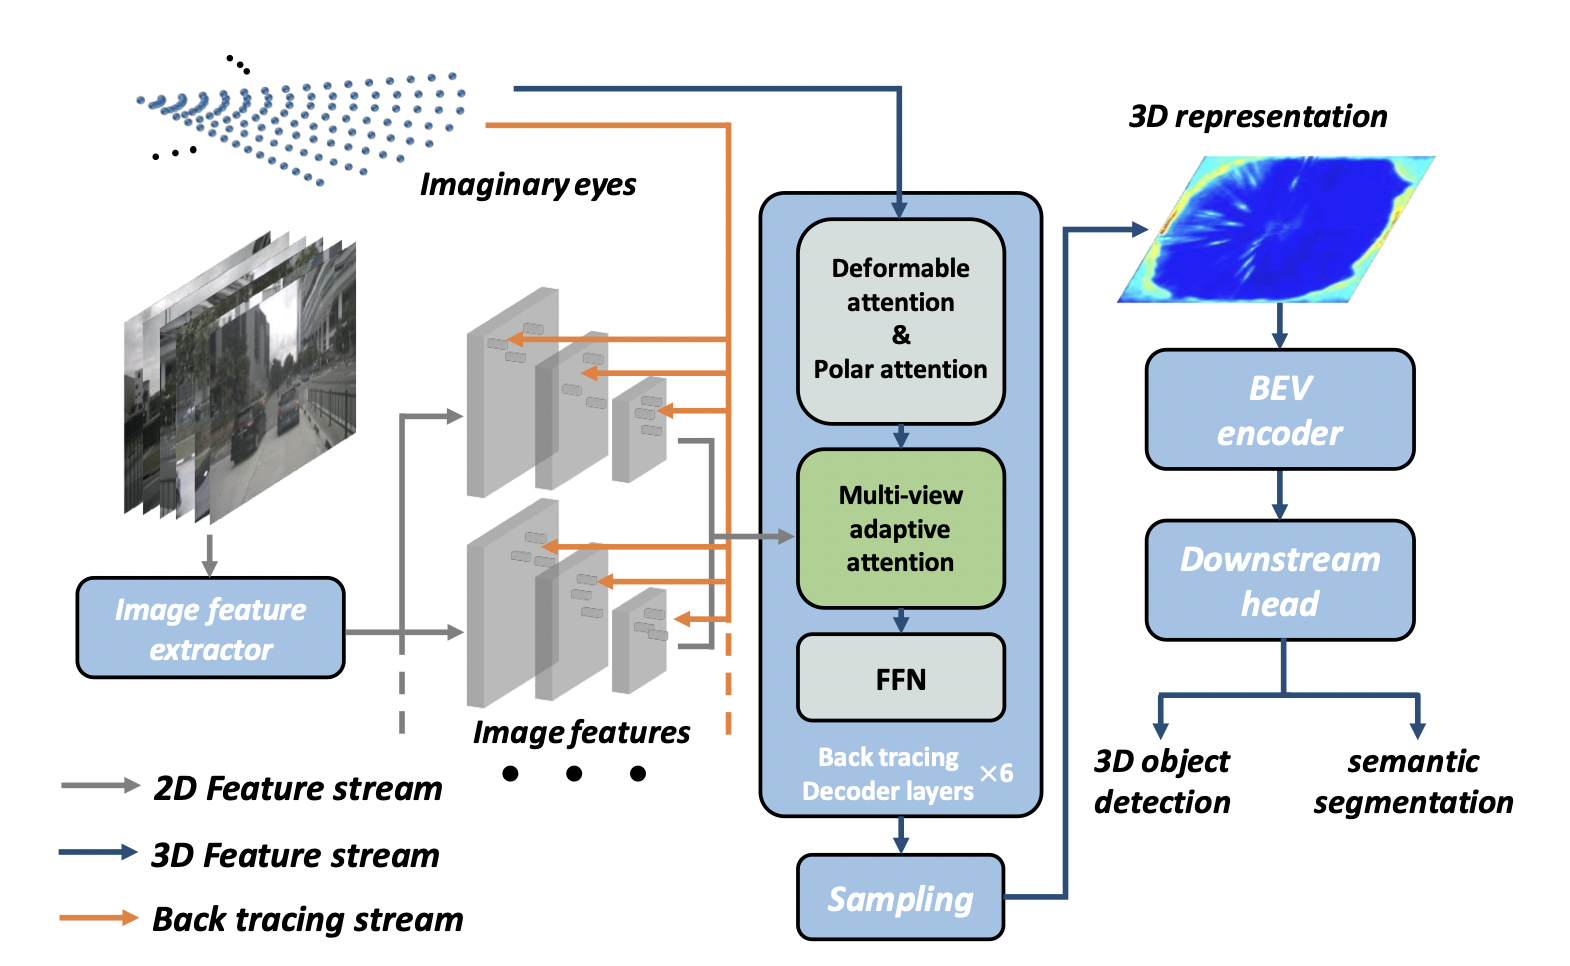 Imaginary eyes
Image feature
extractor
Image features
2D Feature stream
3D Feature stream
Back tracing stream
Deformable
attention
&
Polar attention
Multi-view
adaptive
attention
FFN
Back tracing
Decoder layers ×6
Sampling
3D representation
BEV
encoder
Downstream
head
3D object
detection
semantic
segmentation